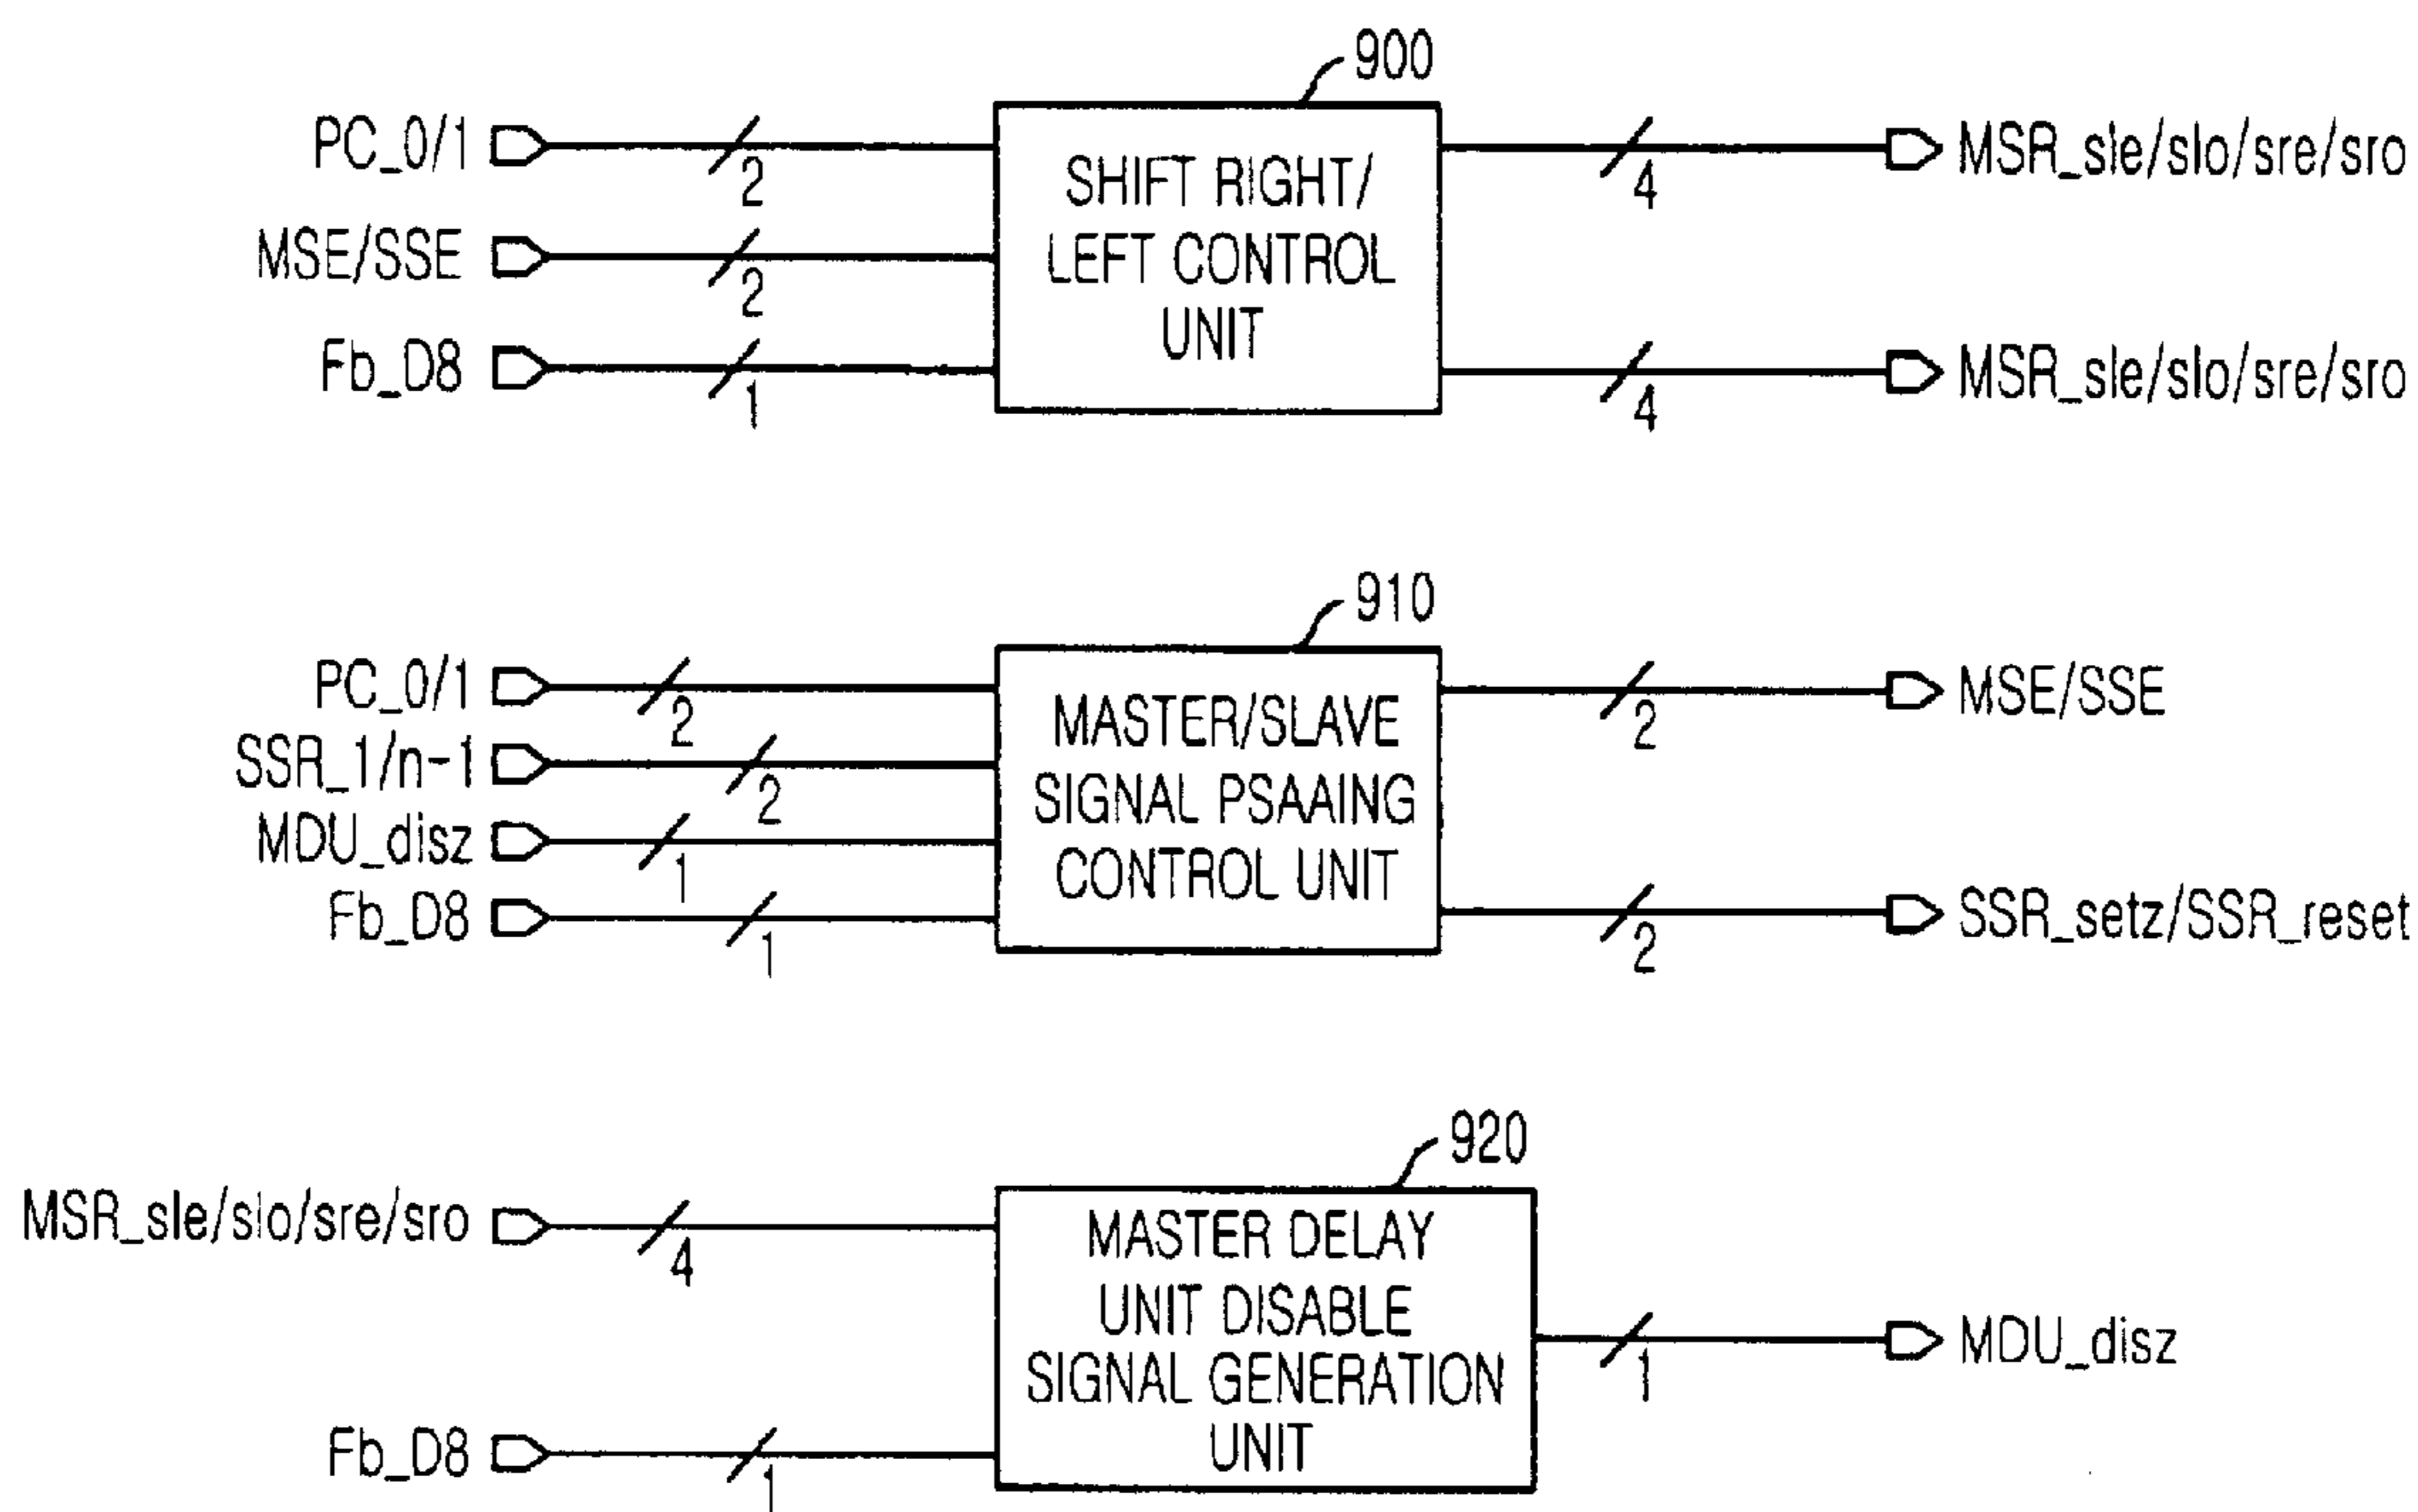 900
PC_0/1
2
MSE/SSE
2
Fb_D8
1
SHIFT RIGHT/
LEFT CONTROL
UNIT
4
MSR_sle/slo/sre/sro
4
MSR_sle/slo/sre/sro
910
PC_0/1
2
SSR_1/n-1
2
MDU_disz
1
Fb_D8
1
MASTER/SLAVE
SIGNAL PSAAING
CONTROL UNIT
2
MSE/SSE
2
SSR_setz/SSR_reset
920
MSR_sle/slo/sre/sro
4
Fb_D8
1
MASTER DELAY
UNIT DISABLE
SIGNAL GENERATION
UNIT
1
MDU_disz